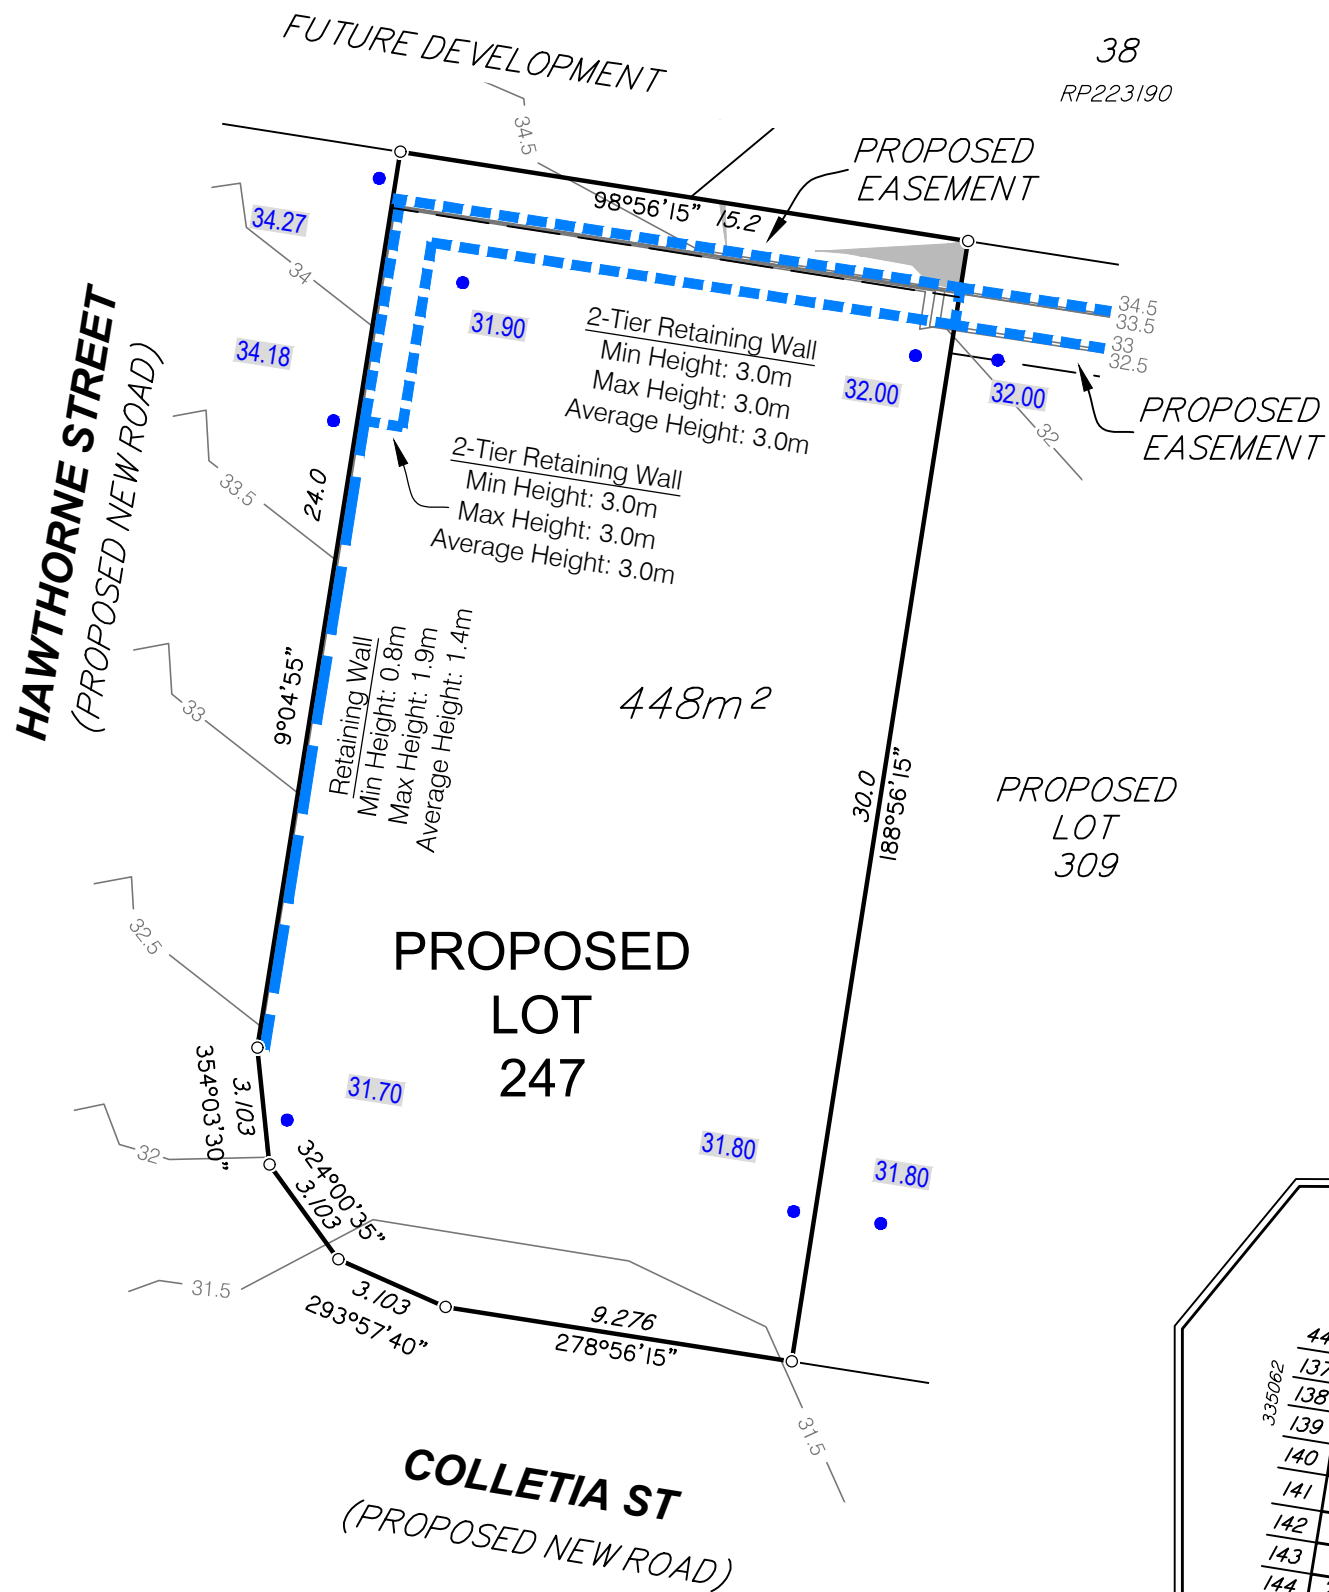 FUTURE DEVELOPMENT
38
RP223190
PROPOSED
EASEMENT
34.5
98°56'15" 15.2
34.27
34
31.90
34.18
2-Tier Retaining Wall
Min Height: 3.0m
Max Height: 3.0m
Average Height: 3.0m
32.00
32.00
34.5
33.5
33
32.5
PROPOSED
EASEMENT
32
HAWTHORNE STREET
(PROPOSED NEW ROAD)
33.5
24.0
9°04'55"
2-Tier Retaining Wall
Min Height: 3.0m
Max Height: 3.0m
Average Height: 3.0m
33
Retaining Wall
Min Height: 0.8m
Max Height: 1.9m
Average Height: 1.4m
448m²
30.0
188°56'15"
PROPOSED
LOT
309
32.5
PROPOSED
LOT
247
31.70
3.103
354°03'30"
32
324°00'35"
3.103
31.80
31.80
31.5
3.103
293°57'40"
9.276
278°56'15"
31.5
COLLETIA ST
(PROPOSED NEW ROAD)
335062
44
137
138
139
140
141
142
143
144